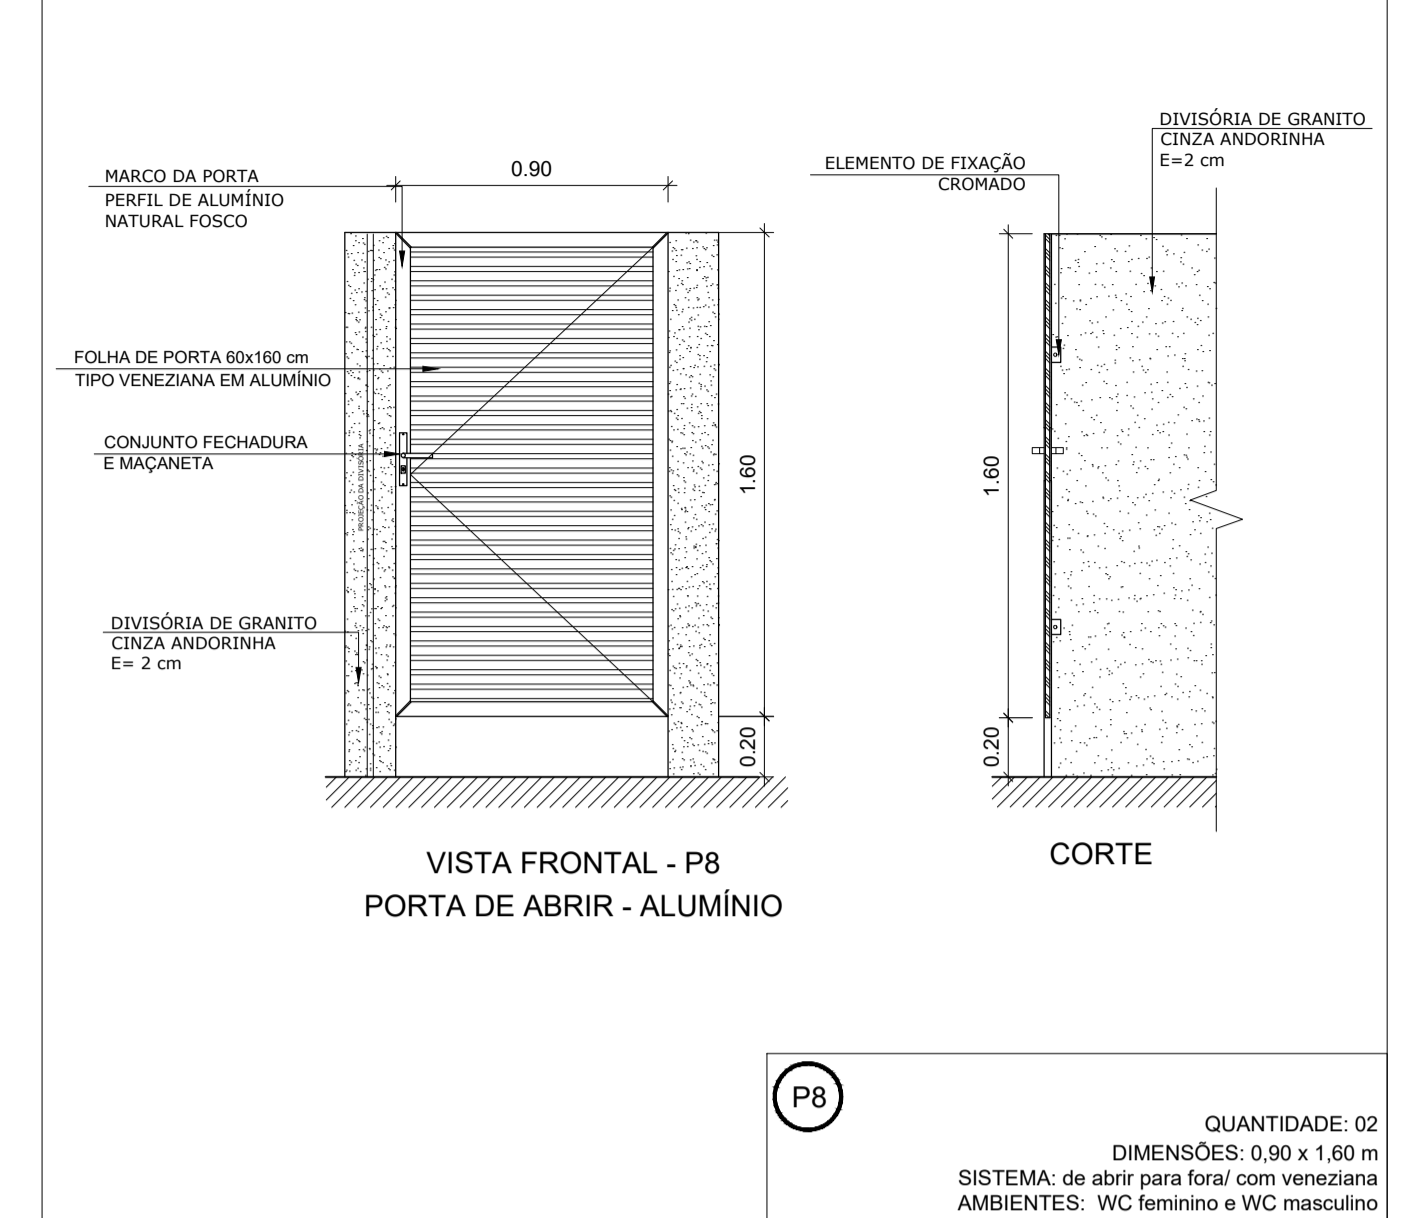 DIVISÓRIA DE GRANITO
CINZA ANDORINHA
E=2 cm
ELEMENTO DE FIXAÇÃO
CROMADO
MARCO DA PORTA
PERFIL DE ALUMÍNIO
NATURAL FOSCO
0.90
FOLHA DE PORTA 60x160 cm
TIPO VENEZIANA EM ALUMÍNIO
CONJUNTO FECHADURA
E MAÇANETA
PROJEÇÃO DA DIVISÓRIA
1.60
1.60
DIVISÓRIA DE GRANITO
CINZA ANDORINHA
E= 2 cm
0.20
0.20
VISTA FRONTAL - P8
PORTA DE ABRIR - ALUMÍNIO
CORTE
P8
QUANTIDADE: 02
DIMENSÕES: 0,90 x 1,60 m
SISTEMA: de abrir para fora/ com veneziana
AMBIENTES: WC feminino e WC masculino